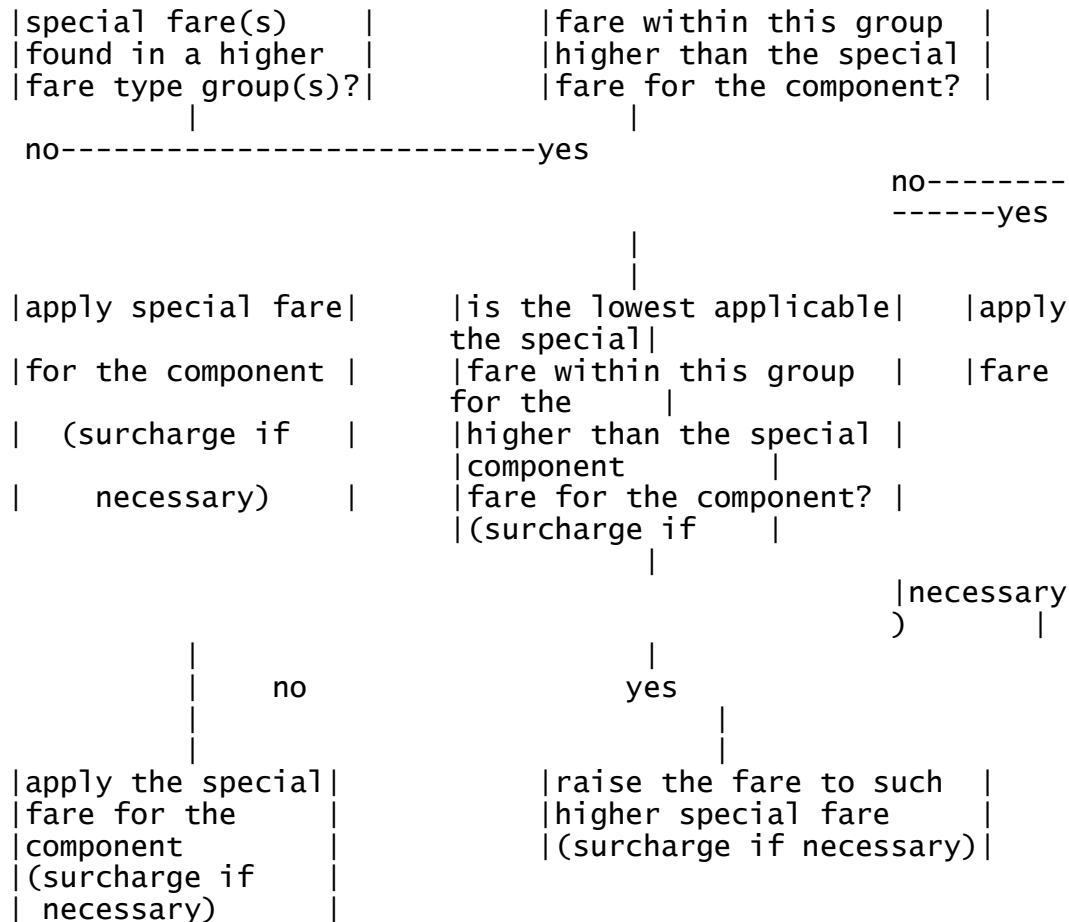 |special fare(s)      |          |fare within this group  |
|found in a higher  |          |higher than the special |
|fare type group(s)?|          |fare for the component? |
          |                         |
no---------------------------yes
no--------
------yes
|
|
|apply special fare|     |is the lowest applicable|   |apply
the special|
|for the component |     |fare within this group  |   |fare
for the      |
|  (surcharge if   |     |higher than the special |
|component        |
|    necessary)    |     |fare for the component? |
|(surcharge if    |
|
|necessary
)       |
          |                         |
          |    no                  yes
          |                             |
          |                             |
|apply the special|            |raise the fare to such  |
|fare for the     |            |higher special fare     |
|component        |            |(surcharge if necessary)|
|(surcharge if    |
| necessary)      |